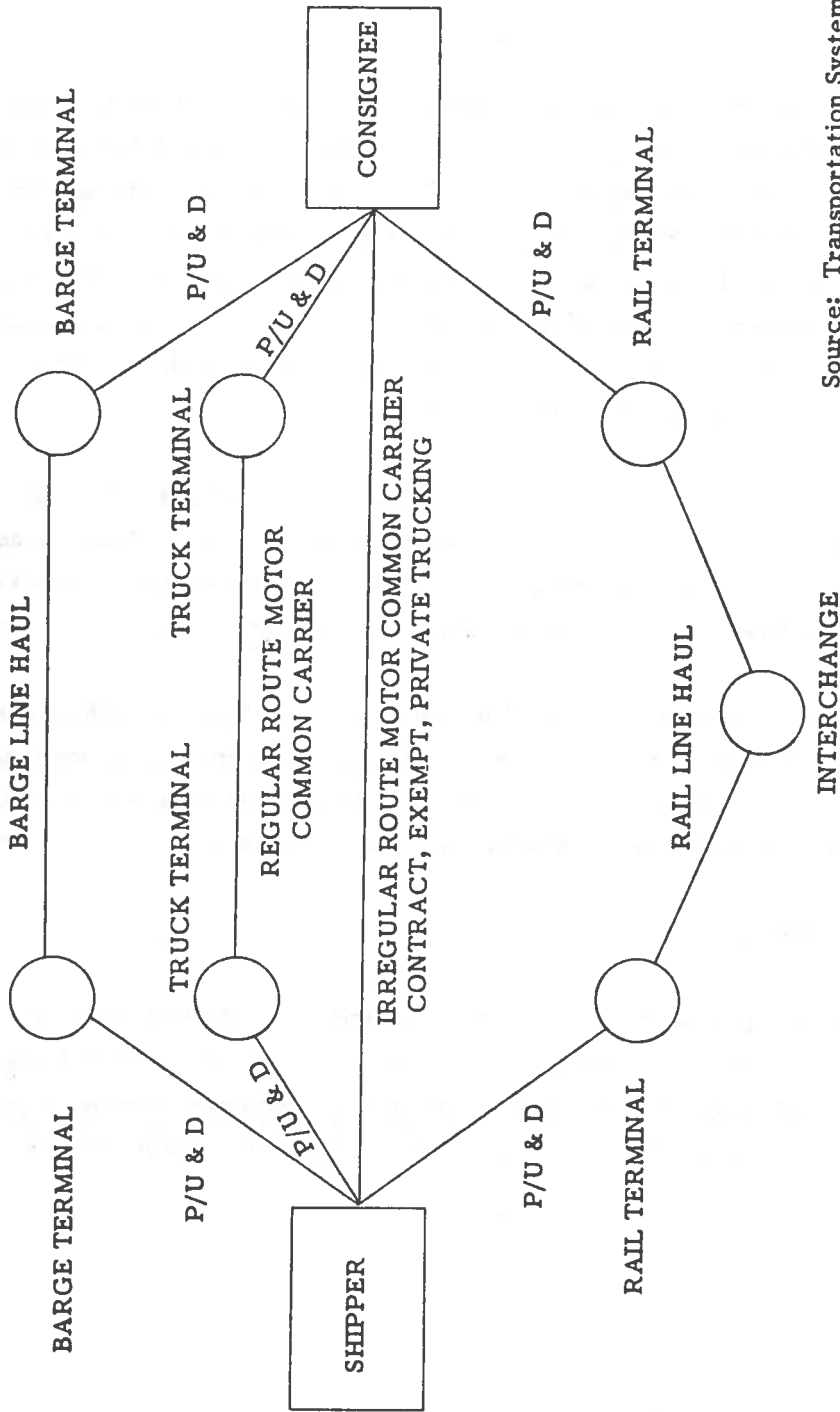 BARGE TERMINAL
BARGE LINE HAUL
BARGE TERMINAL
P/U & D
P/U & D
TRUCK TERMINAL
TRUCK TERMINAL
P/U & D
P/U & D
REGULAR ROUTE MOTOR
COMMON CARRIER
SHIPPER
CONSIGNEE
IRREGULAR ROUTE MOTOR COMMON CARRIER
CONTRACT, EXEMPT, PRIVATE TRUCKING
P/U & D
P/U & D
RAIL TERMINAL
RAIL LINE HAUL
RAIL TERMINAL
INTERCHANGE
Source: Transportation System